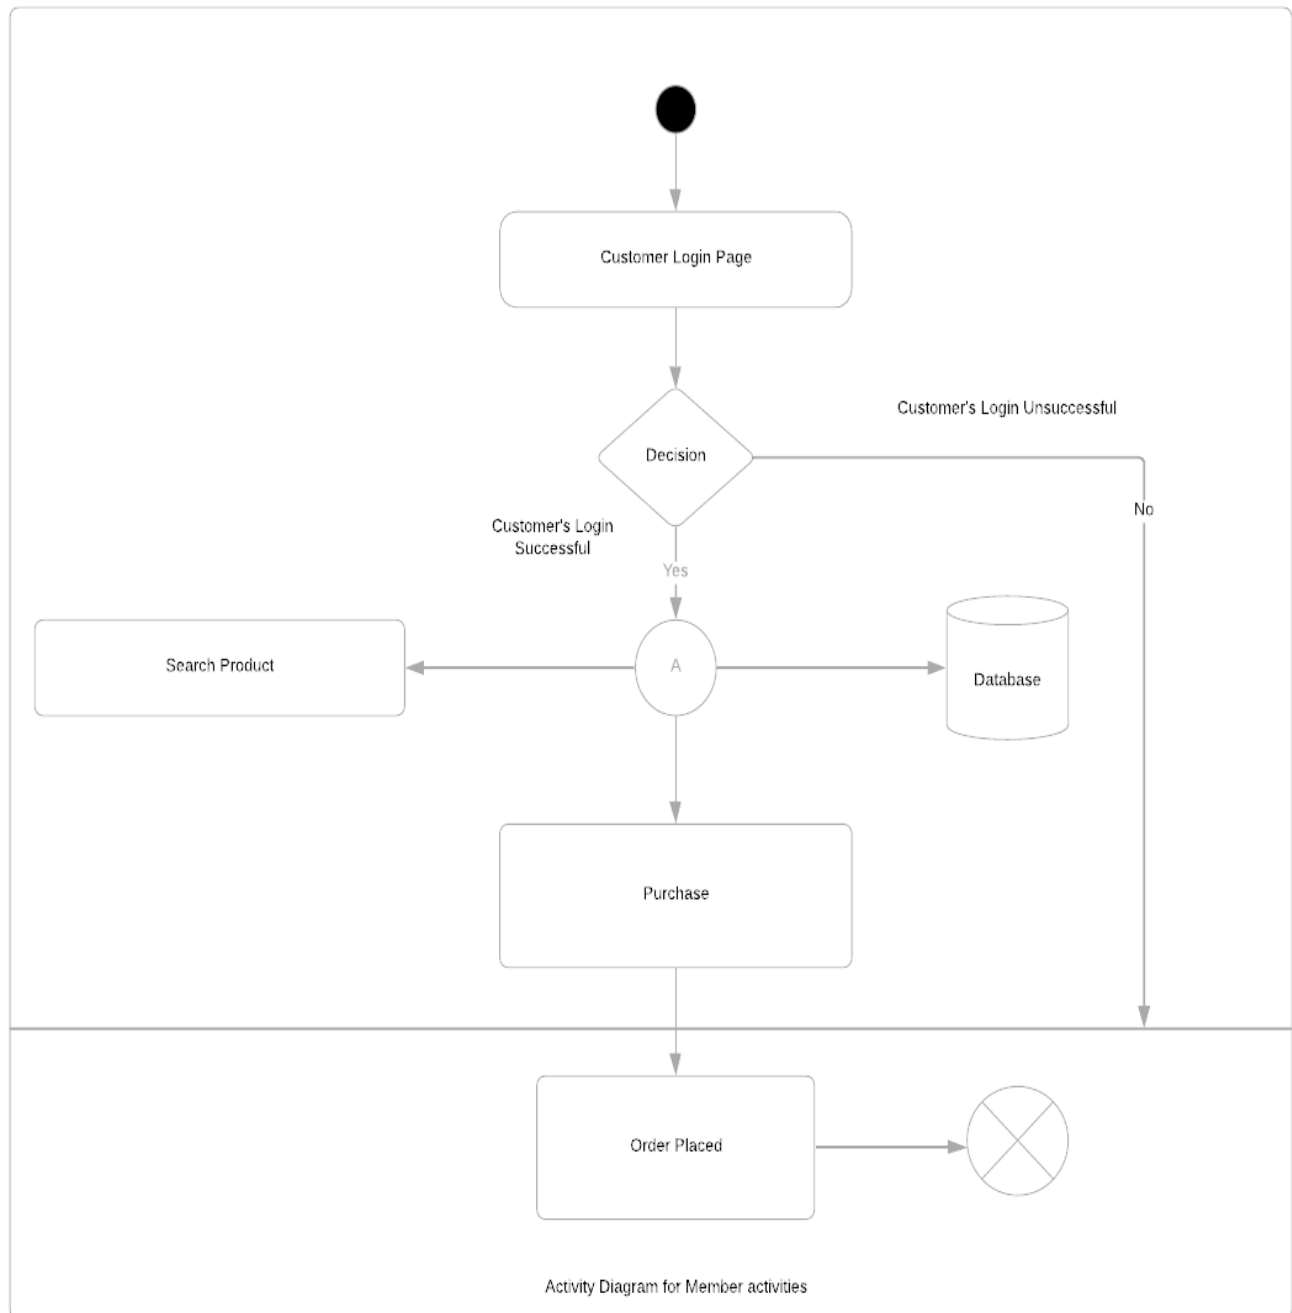 Customer Login Page
Customer's Login Unsuccessful
Decision
No
Customer's Login
Successful
Yes
Search Product
A
Database
Purchase
Order Placed
Activity Diagram for Member activities